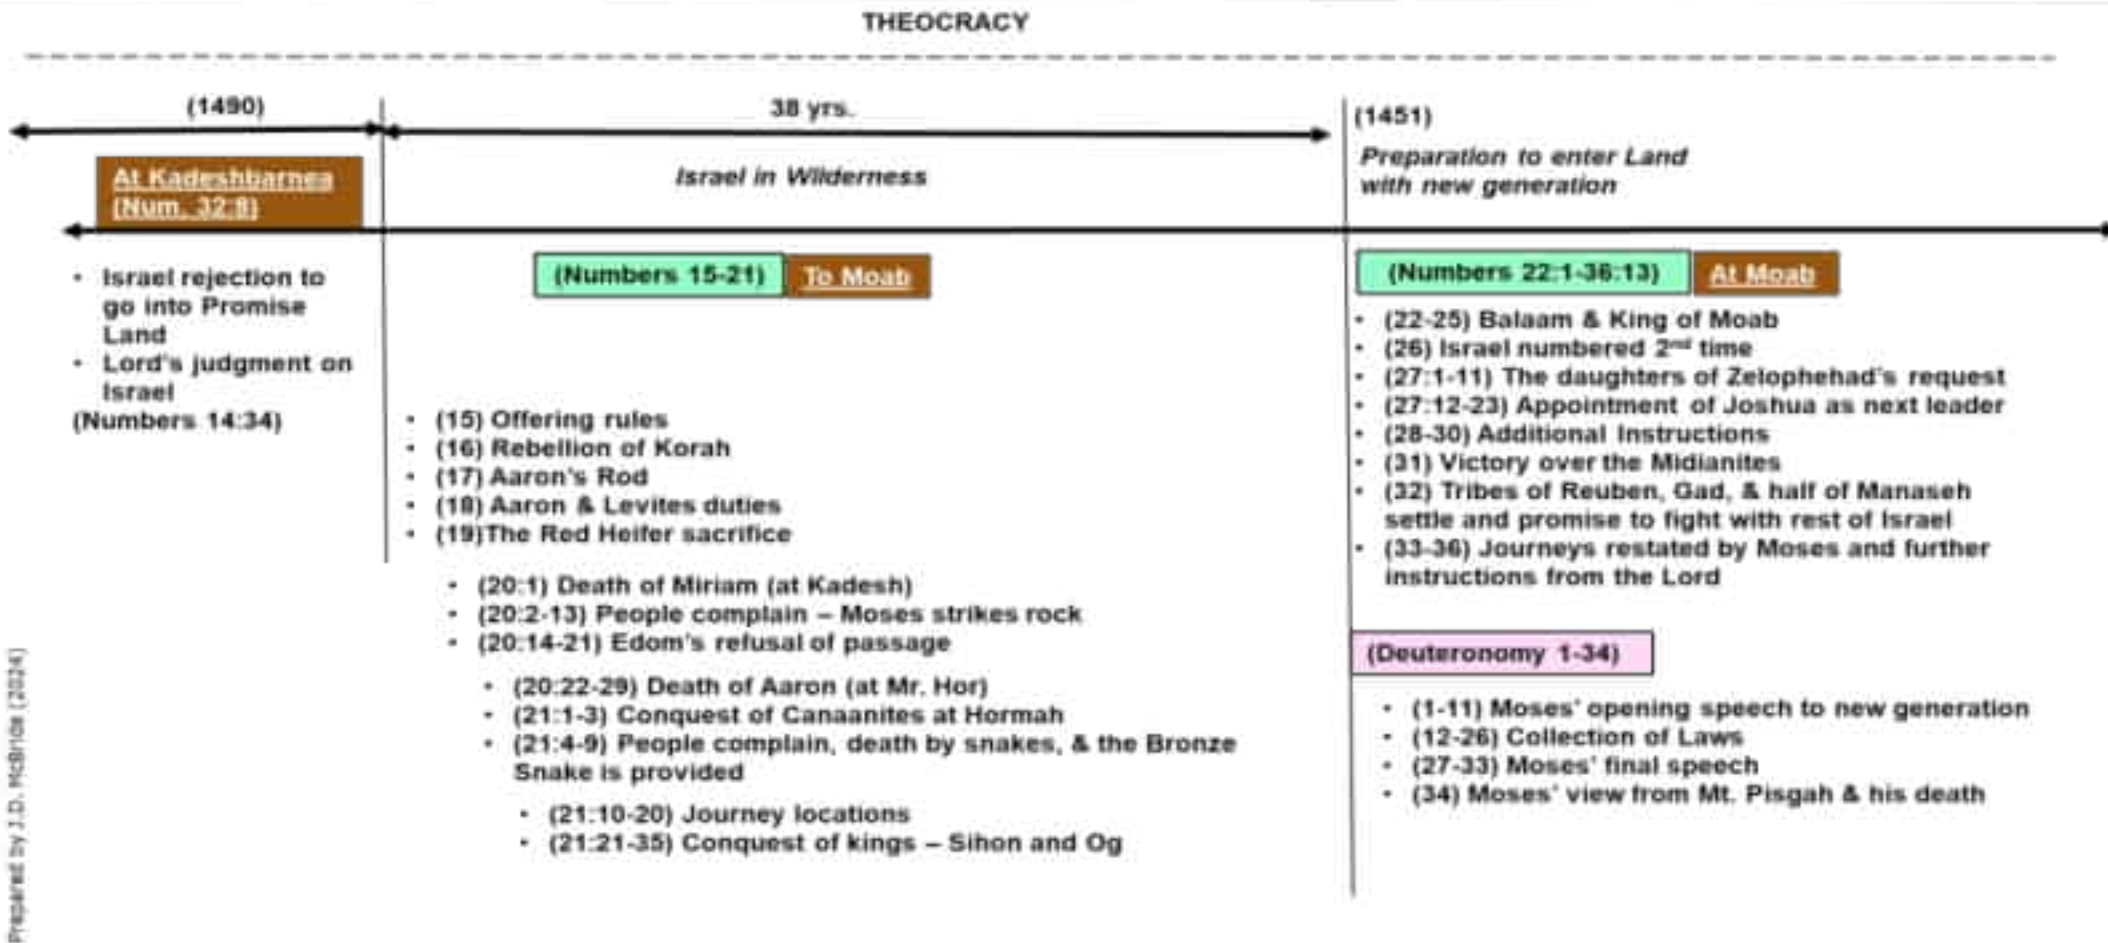 THEOCRACY
(1490)
At Kadeshbarnea
(Num. 32:8)
• Israel rejection to
go into Promise
Land
• Lord's judgment on
Israel
(Numbers 14:34)
38 yrs.
Israel in Wilderness
(Numbers 15-21) To Moab
• (15) Offering rules
• (16) Rebellion of Korah
• (17) Aaron's Rod
• (18) Aaron & Levites duties
• (19)The Red Heifer sacrifice
• (20:1) Death of Miriam (at Kadesh)
• (20:2-13) People complain – Moses strikes rock
• (20:14-21) Edom's refusal of passage
• (20:22-29) Death of Aaron (at Mr. Hor)
• (21:1-3) Conquest of Canaanites at Hormah
• (21:4-9) People complain, death by snakes, & the Bronze
Snake is provided
• (21:10-20) Journey locations
• (21:21-35) Conquest of kings – Sihon and Og
(1451)
Preparation to enter Land
with new generation
(Numbers 22:1-36:13) At Moab
• (22-25) Balaam & King of Moab
• (26) Israel numbered 2nd time
• (27:1-11) The daughters of Zelophehad's request
• (27:12-23) Appointment of Joshua as next leader
• (28-30) Additional Instructions
• (31) Victory over the Midianites
• (32) Tribes of Reuben, Gad, & half of Manaseh
settle and promise to fight with rest of Israel
• (33-36) Journeys restated by Moses and further
instructions from the Lord
(Deuteronomy 1-34)
• (1-11) Moses' opening speech to new generation
• (12-26) Collection of Laws
• (27-33) Moses' final speech
• (34) Moses' view from Mt. Pisgah & his death
Prepared by J.D. McBride (2024)